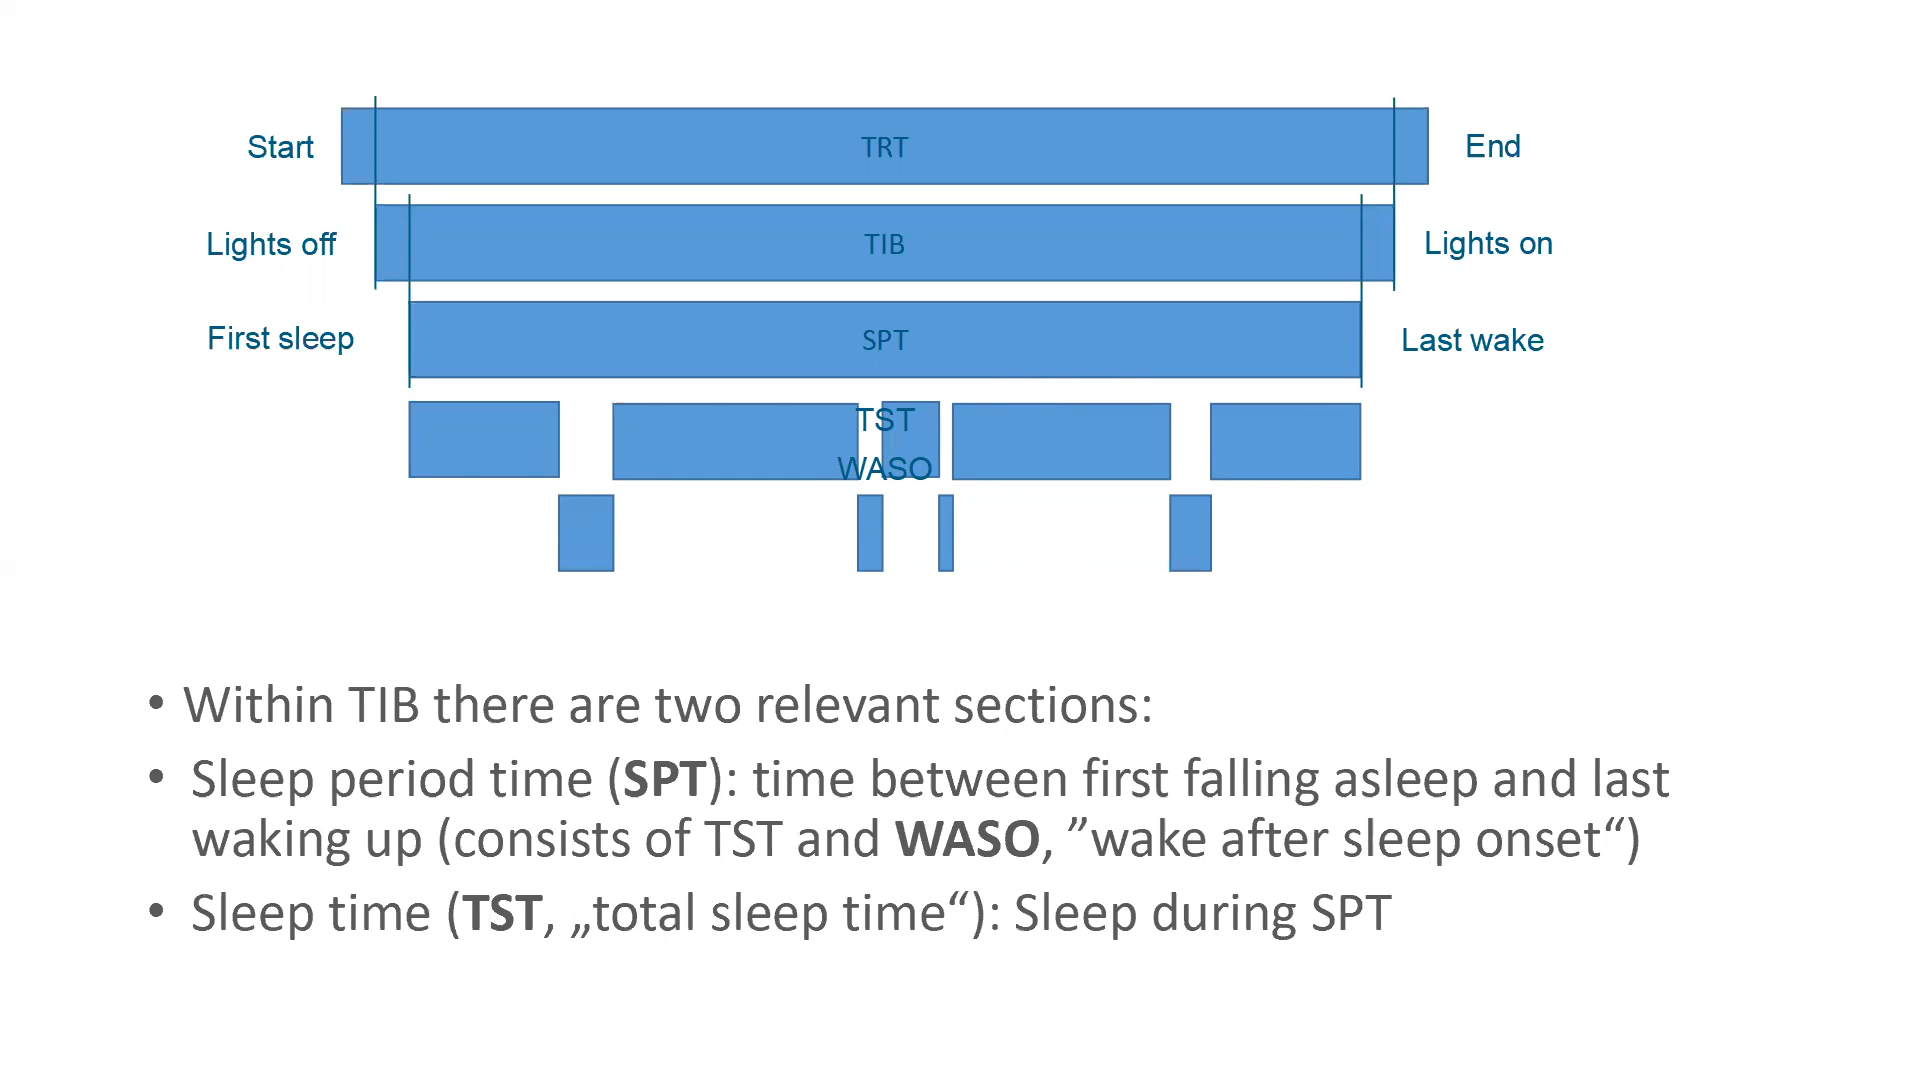 Start TRT End
Lights off TIB Lights on
First sleep SPT Last wake
TST
WASO
• Within TIB there are two relevant sections:
• Sleep period time (SPT): time between first falling asleep and last
waking up (consists of TST and WASO, ”wake after sleep onset“)
• Sleep time (TST, „total sleep time“): Sleep during SPT